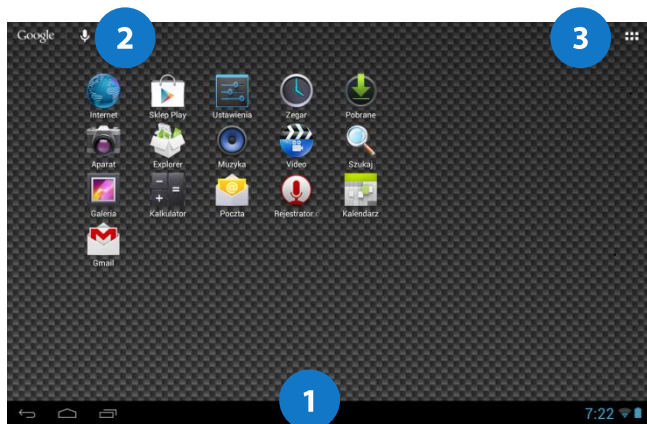 Google 2 3
Internet Sklep Play Ustawienia Zegar Pobrane
Aparat Explorer Muzyka Video Szukaj
Galeria Kalkulator Poczta Rejestrator d Kalendarz
Gmail
1 7:22